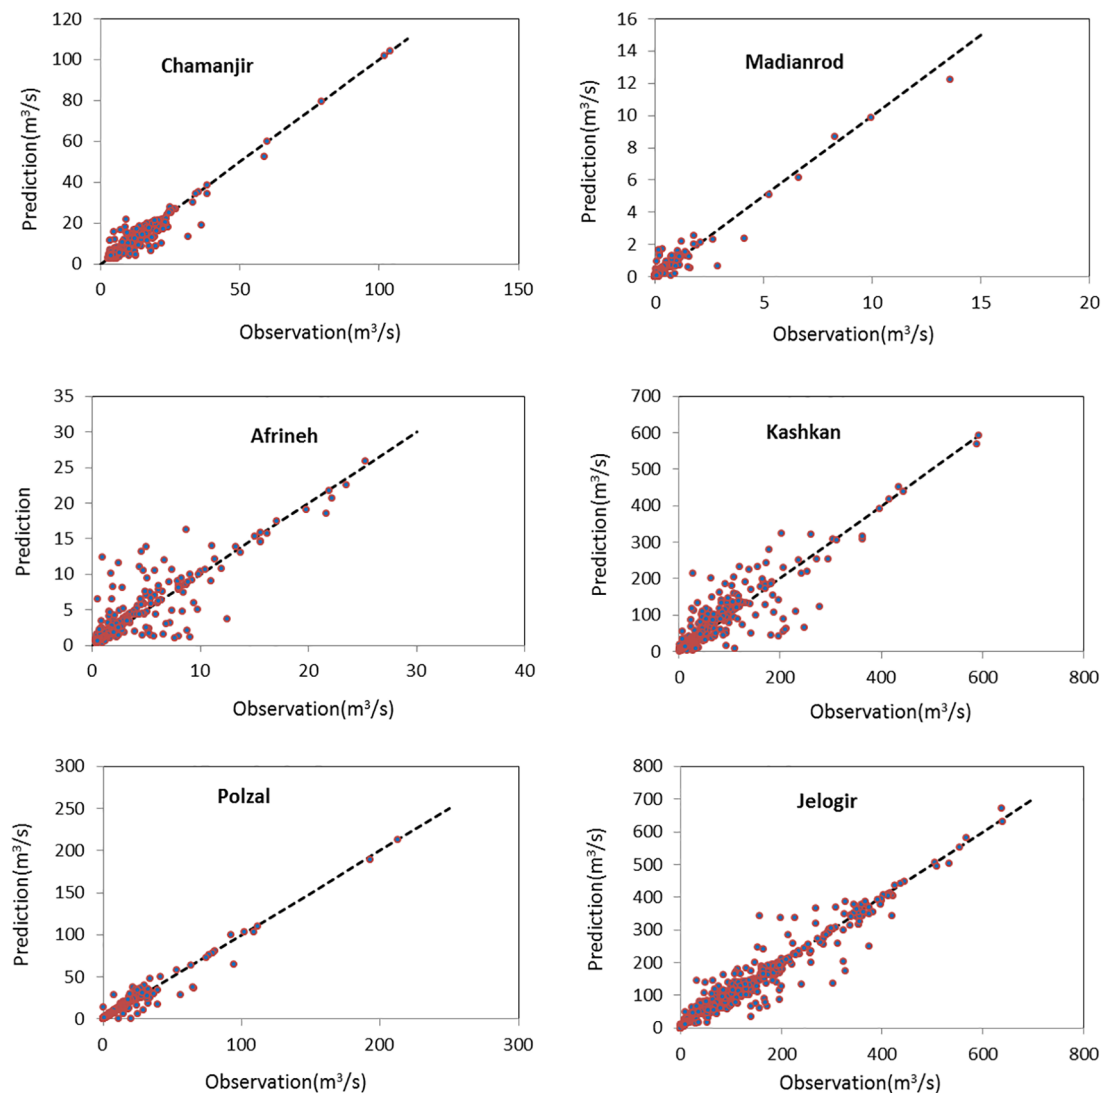 120
100
80
60
40
20
0
Prediction(m³/s)
Chamanjir
0 50 100 150
Observation(m³/s)
16
14
12
10
8
6
4
2
0
Prediction(m³/s)
Madianrod
0 5 10 15 20
Observation(m³/s)
35
30
25
20
15
10
5
0
Prediction
Afrineh
0 10 20 30 40
Observation(m³/s)
700
600
500
400
300
200
100
0
Prediction(m³/s)
Kashkan
0 200 400 600 800
Observation(m³/s)
300
250
200
150
100
50
0
Prediction(m³/s)
Polzal
0 100 200 300
Observation(m³/s)
800
700
600
500
400
300
200
100
0
Prediction(m³/s)
Jelogir
0 200 400 600 800
Observation(m³/s)